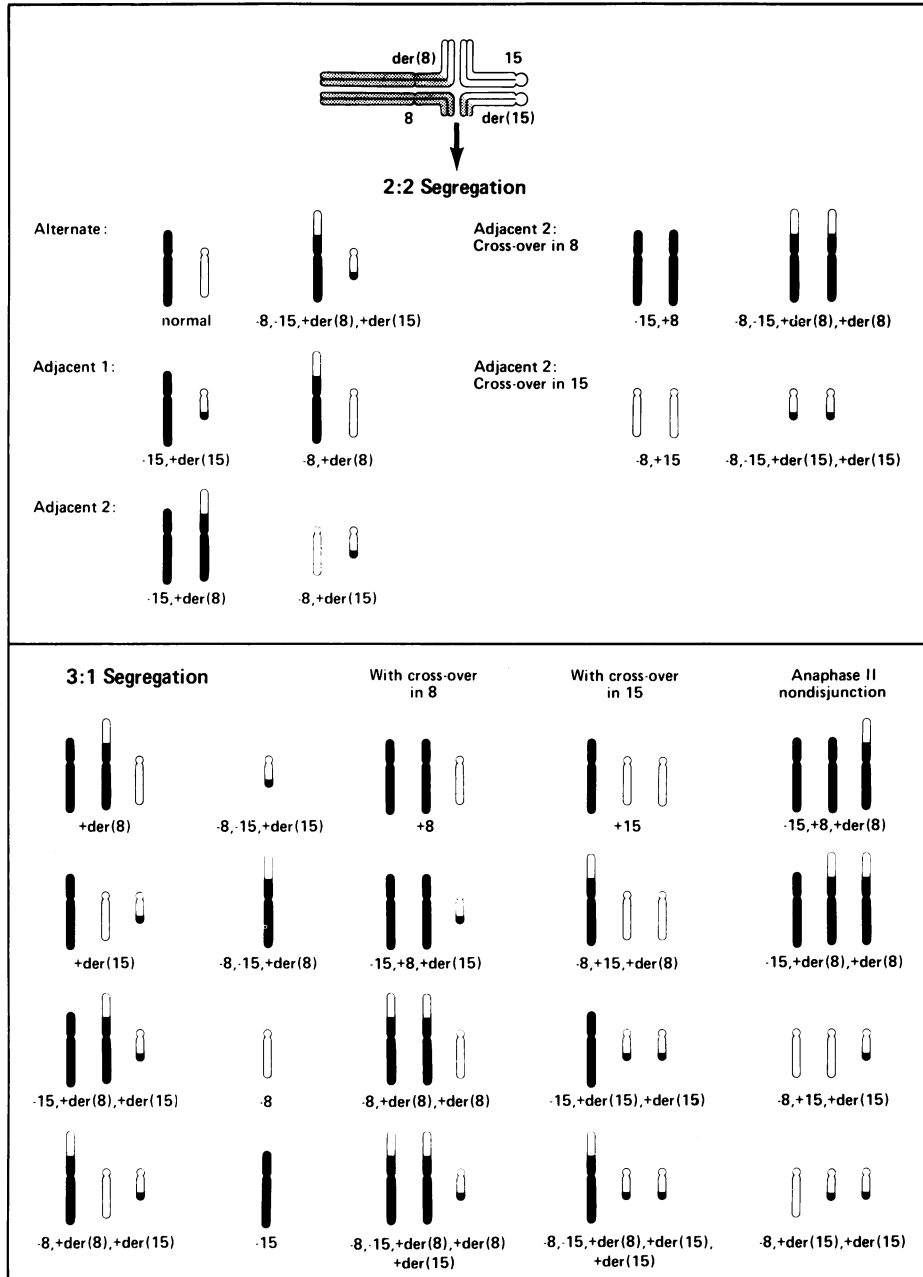 der(8) 15
8 der(15)
2:2 Segregation
Alternate:
normal
-8,-15,+der(8),+der(15)
Adjacent 1:
-15,+der(15)
-8,+der(8)
Adjacent 2:
-15,+der(8)
-8,+der(15)
Adjacent 2:
Cross-over in 8
-15,+8
-8,-15,+der(8),+der(8)
Adjacent 2:
Cross-over in 15
-8,+15
-8,-15,+der(15),+der(15)
3:1 Segregation
With cross-over
in 8
With cross-over
in 15
Anaphase II
nondisjunction
+der(8)
-8,-15,+der(15)
+8
+15
-15,+8,+der(8)
+der(15)
-8,-15,+der(8)
-15,+8,+der(15)
-8,+15,+der(8)
-15,+der(8),+der(8)
-15,+der(8),+der(15)
-8
-8,+der(8),+der(8)
-15,+der(15),+der(15)
-8,+15,+der(15)
-8,+der(8),+der(15)
-15
-8,-15,+der(8),+der(8)
+der(15)
-8,-15,+der(8),+der(15),
+der(15)
-8,+der(15),+der(15)